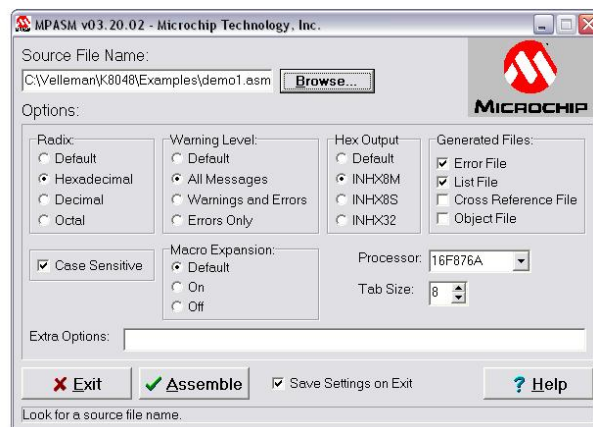 MPASM v03.20.02 - Microchip Technology, Inc.
Source File Name:
C:\Velleman\K8048\Examples\demo1.asm
Browse...
MICROCHIP
Options:
Radix:
Default
Hexadecimal
Decimal
Octal
Warning Level:
Default
All Messages
Warnings and Errors
Errors Only
Hex Output
Default
INHX8M
INHX8S
INHX32
Generated Files:
Error File
List File
Cross Reference File
Object File
Case Sensitive
Macro Expansion:
Default
On
Off
Processor: 16F876A
Tab Size: 8
Extra Options:
Exit
Assemble
Save Settings on Exit
? Help
Look for a source file name.